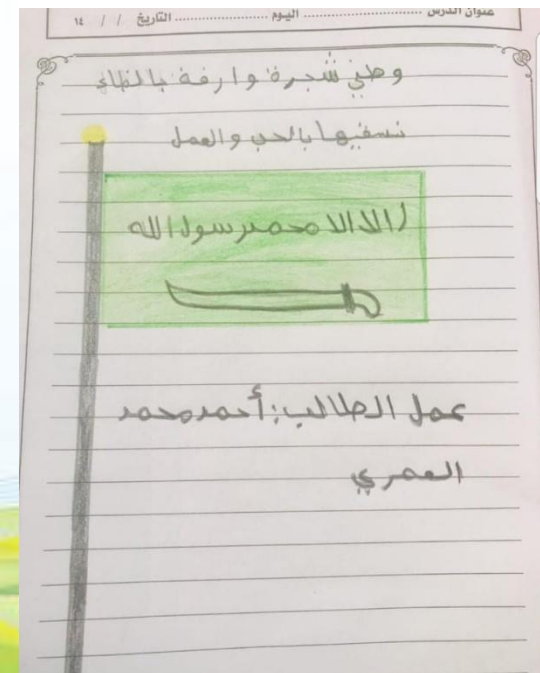 عنوان الدرس ........................ اليوم ........................ التاريخ / / ١٤
وطني شجرة وارفة بالظلال
نسقيها بالحب والعمل
لا الا الا محمد رسول الله
عمل الطالب: أحمد محمد
العمري